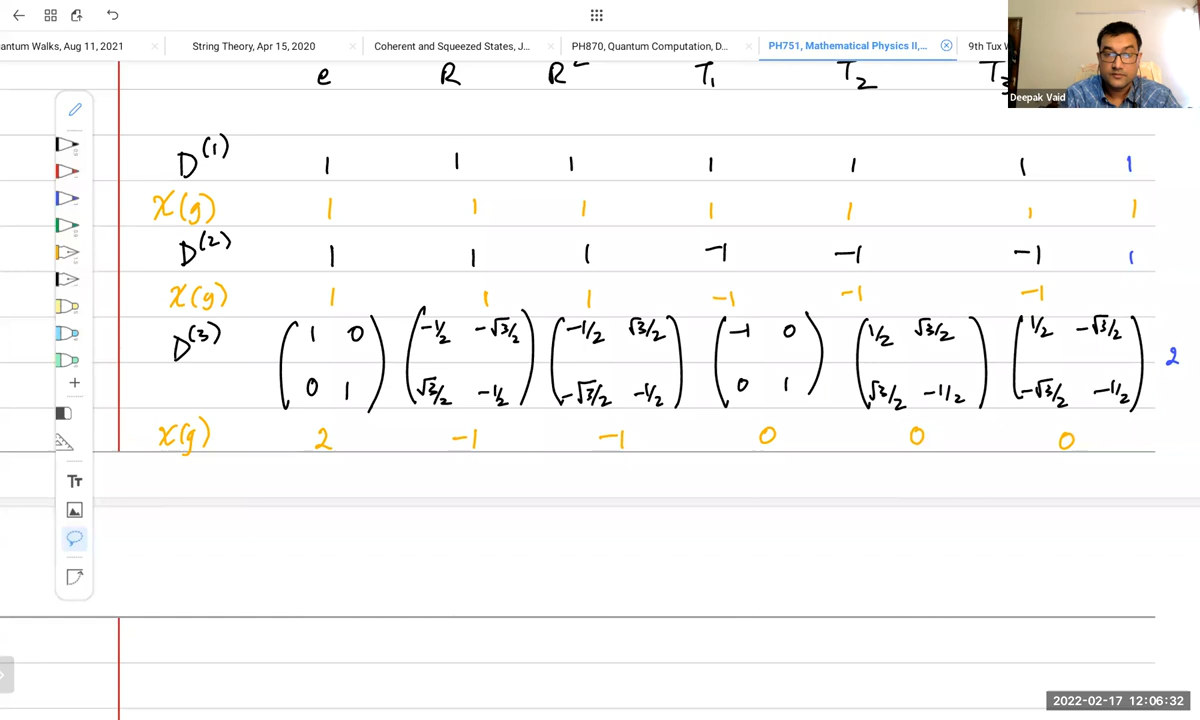 antum Walks, Aug 11, 2021 × String Theory, Apr 15, 2020 × Coherent and Squeezed States, J... × PH870, Quantum Computation, D... × PH751, Mathematical Physics II,... 9th Tux W
Deepak Vaid
e R R² T₁ T₂ T₃
D⁽¹⁾ 1 1 1 1 1 1 1
χ(g) 1 1 1 1 1 1 1
D⁽²⁾ 1 1 1 -1 -1 -1 1
χ(g) 1 1 1 -1 -1 -1
D⁽³⁾ (1 0 (-1/2 -√3/2 (-1/2 √3/2 (-1 0 (1/2 √3/2 (1/2 -√3/2 2
0 1) √3/2 -1/2) -√3/2 -1/2) 0 1) √3/2 -1/2) -√3/2 -1/2)
χ(g) 2 -1 -1 0 0 0
TT
2022-02-17 12:06:32